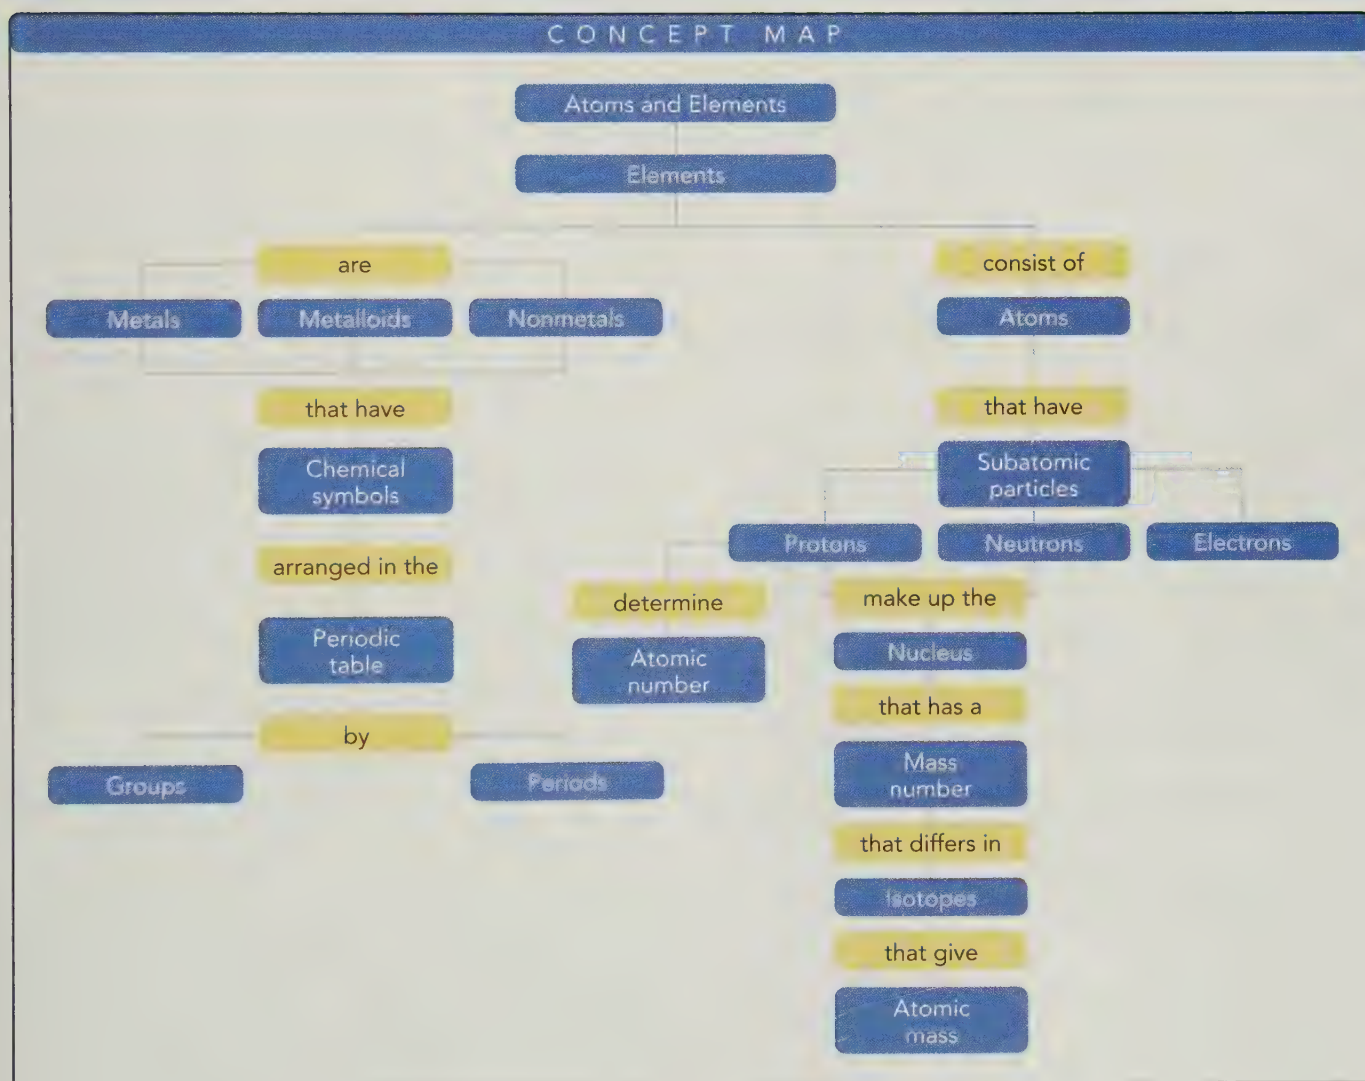 CONCEPT MAP
Atoms and Elements
Elements
are
Metals
Metalloids
Nonmetals
that have
Chemical
symbols
arranged in the
Periodic
table
by
Groups
Periods
consist of
Atoms
that have
Subatomic
particles
Protons
Neutrons
Electrons
determine
Atomic
number
make up the
Nucleus
that has a
Mass
number
that differs in
Isotopes
that give
Atomic
mass